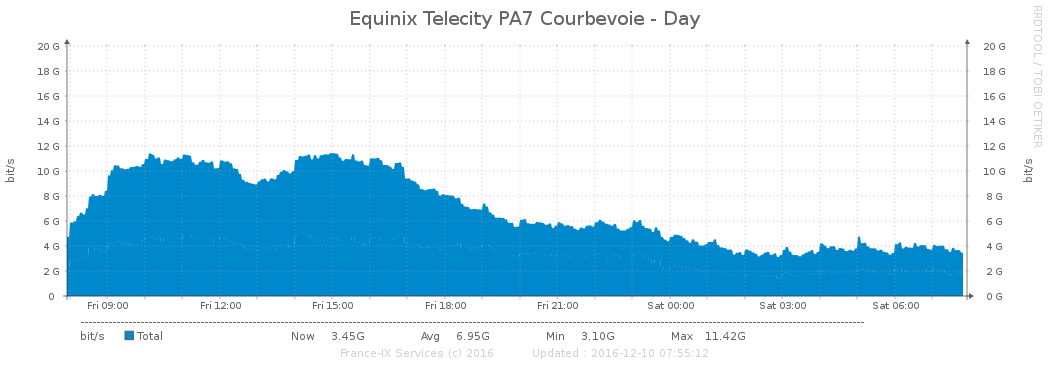 Equinix Telecity PA7 Courbevoie - Day
RRDTOOL / TOBI OETIKER
bit/s
bit/s
20 G 20 G
18 G 18 G
16 G 16 G
14 G 14 G
12 G 12 G
10 G 10 G
8 G 8 G
6 G 6 G
4 G 4 G
2 G 2 G
0 0 G
Fri 09:00 Fri 12:00 Fri 15:00 Fri 18:00 Fri 21:00 Sat 00:00 Sat 03:00 Sat 06:00
bit/s Total Now 3.45G Avg 6.95G Min 3.10G Max 11.42G
France-IX Services (c) 2016 Updated : 2016-12-10 07:55:12